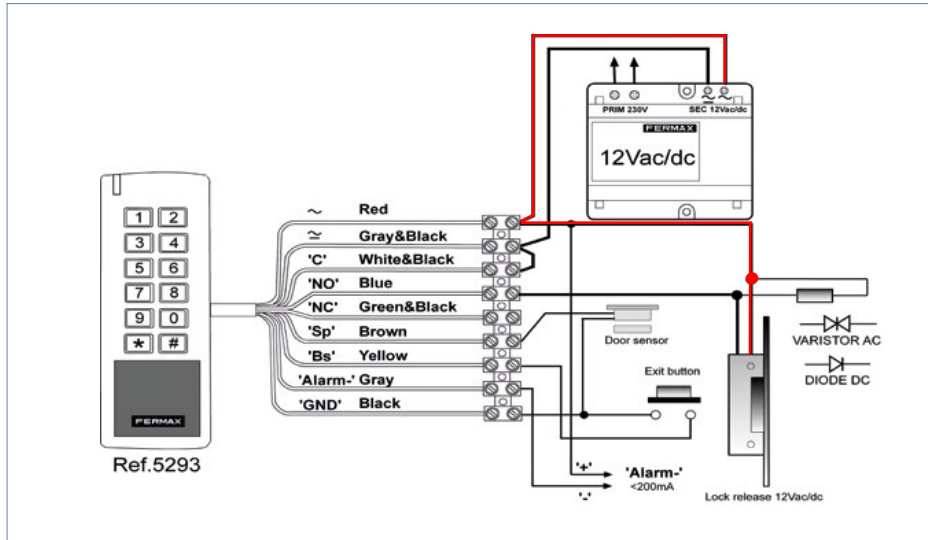 PRIM 230V
SEC 12Vac/dc
FERMAX
12Vac/dc
1 2
3 4
5 6
7 8
9 0
* #
FERMAX
Ref.5293
~ Red
≃ Gray&Black
'C' White&Black
'NO' Blue
'NC' Green&Black
'Sp' Brown
'Bs' Yellow
'Alarm-' Gray
'GND' Black
Door sensor
Exit button
'+'
'-'
'Alarm-'
<200mA
VARISTOR AC
DIODE DC
Lock release 12Vac/dc